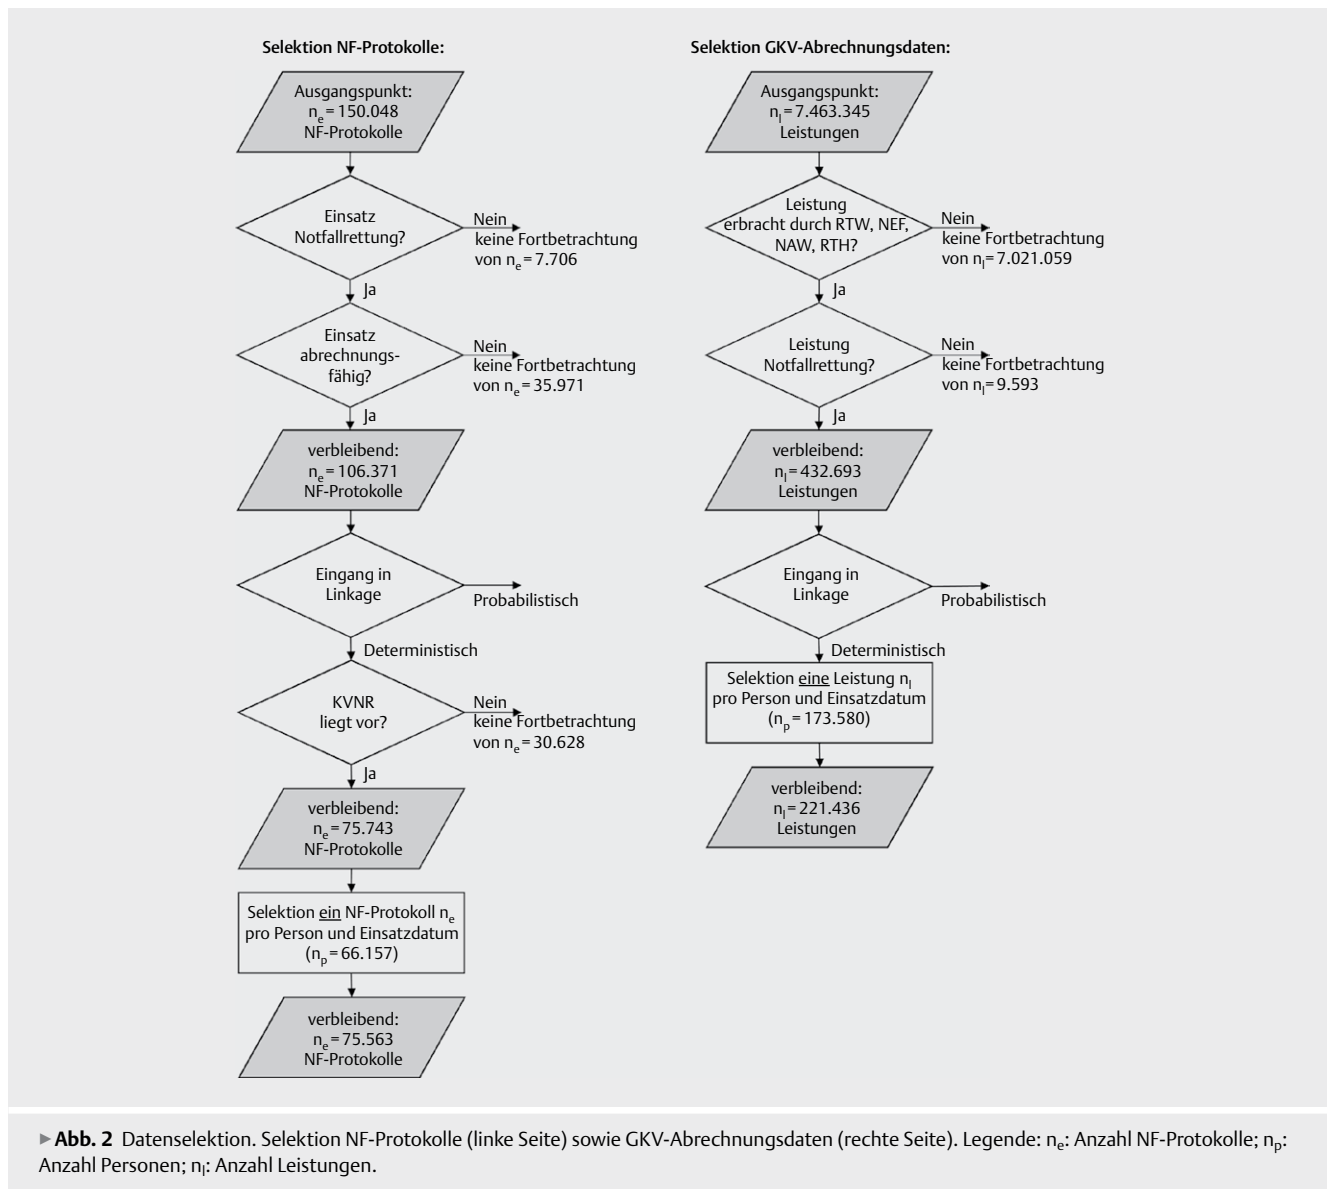 Selektion NF-Protokolle:
Ausgangspunkt:
ne = 150.048
NF-Protokolle
Einsatz
Notfallrettung?
Nein
keine Fortbetrachtung
von ne = 7.706
Ja
Einsatz
abrechnungs-
fähig?
Nein
keine Fortbetrachtung
von ne = 35.971
Ja
verbleibend:
ne = 106.371
NF-Protokolle
Eingang in
Linkage
Probabilistisch
Deterministisch
KVNR
liegt vor?
Nein
keine Fortbetrachtung
von ne = 30.628
Ja
verbleibend:
ne = 75.743
NF-Protokolle
Selektion ein NF-Protokoll ne
pro Person und Einsatzdatum
(np = 66.157)
verbleibend:
ne = 75.563
NF-Protokolle
Selektion GKV-Abrechnungsdaten:
Ausgangspunkt:
nl = 7.463.345
Leistungen
Leistung
erbracht durch RTW, NEF,
NAW, RTH?
Nein
keine Fortbetrachtung
von nl = 7.021.059
Ja
Leistung
Notfallrettung?
Nein
keine Fortbetrachtung
von nl = 9.593
Ja
verbleibend:
nl = 432.693
Leistungen
Eingang in
Linkage
Probabilistisch
Deterministisch
Selektion eine Leistung nl
pro Person und Einsatzdatum
(np = 173.580)
verbleibend:
nl = 221.436
Leistungen
▶ Abb. 2 Datenselektion. Selektion NF-Protokolle (linke Seite) sowie GKV-Abrechnungsdaten (rechte Seite). Legende: ne: Anzahl NF-Protokolle; np:
Anzahl Personen; nl: Anzahl Leistungen.